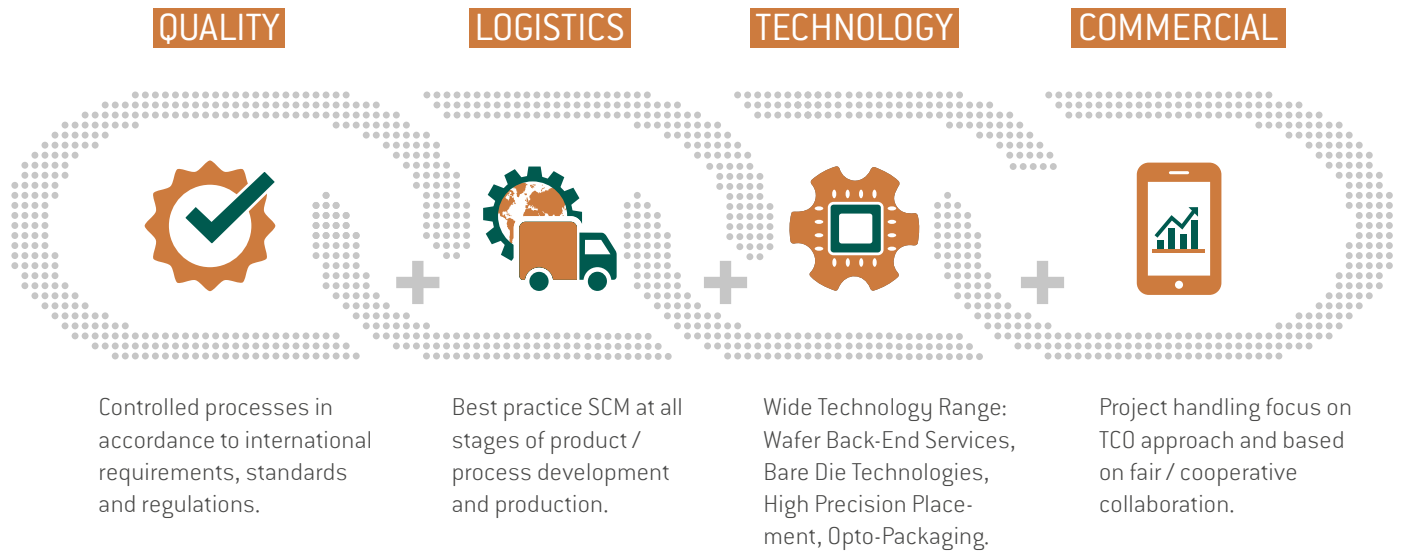 QUALITY
LOGISTICS
TECHNOLOGY
COMMERCIAL
Controlled processes in
accordance to international
requirements, standards
and regulations.
Best practice SCM at all
stages of product /
process development
and production.
Wide Technology Range:
Wafer Back-End Services,
Bare Die Technologies,
High Precision Place-
ment, Opto-Packaging.
Project handling focus on
TCO approach and based
on fair / cooperative
collaboration.